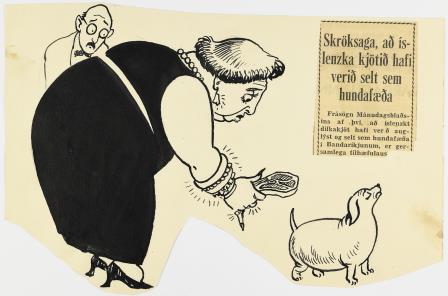 Skröksaga, að ís-
lenzka kjötið hafi
verið selt sem
hundafæða
Frásögn Mánudagsblaðs-
ins af því, að íslenzkt
dilkakjöt hafi verið aug-
lýst og selt sem hundafæða
í Bandaríkjunum, er ger-
samlega tilhæfulaus